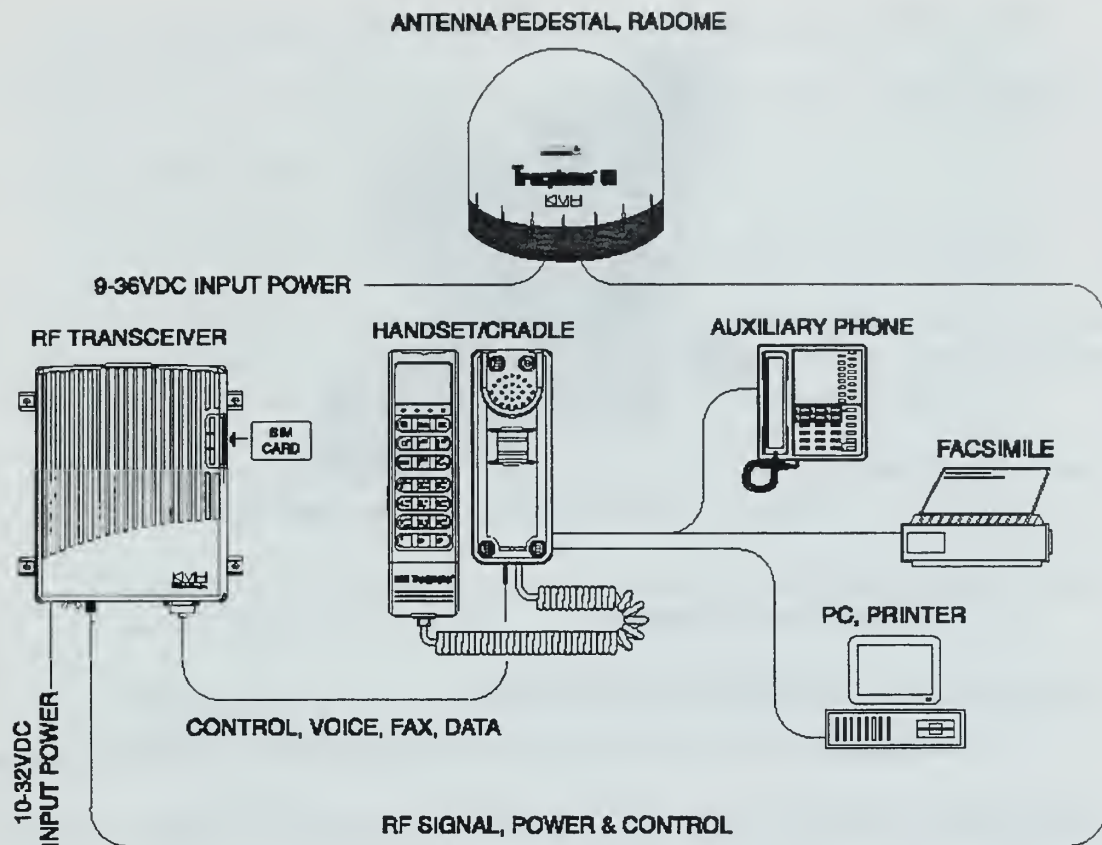 ANTENNA PEDESTAL, RADOME
KVH
9-36VDC INPUT POWER
RF TRANSCEIVER
HANDSET/CRADLE
AUXILIARY PHONE
SIM
CARD
FACSIMILE
KVH
PC, PRINTER
CONTROL, VOICE, FAX, DATA
10-32VDC
INPUT POWER
RF SIGNAL, POWER & CONTROL